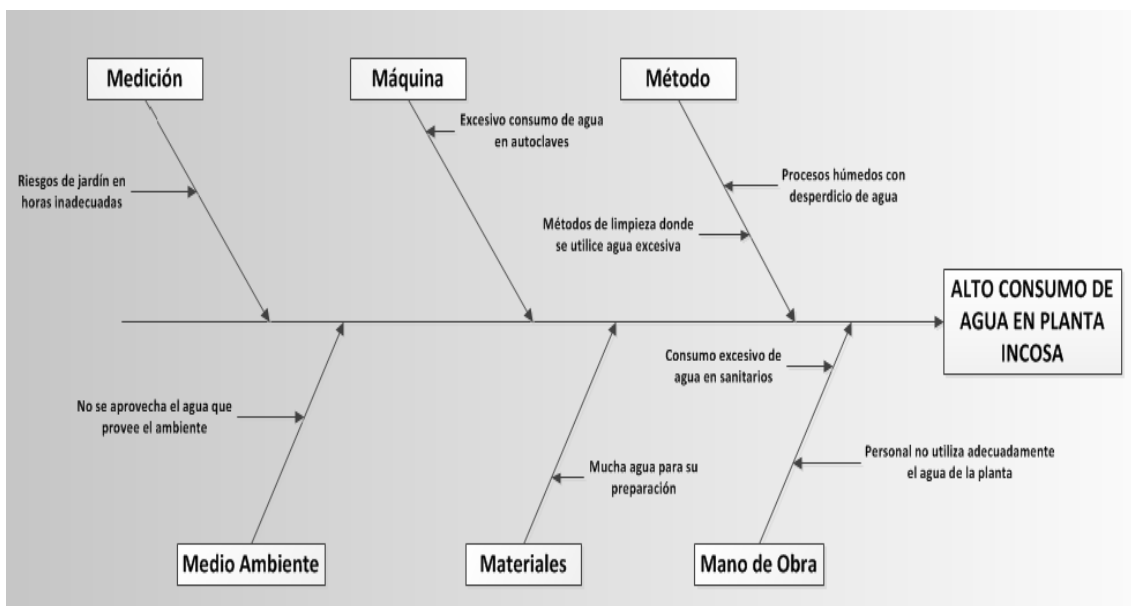 Medición
Máquina
Método
Excesivo consumo de agua
en autoclaves
Riesgos de jardín en
horas inadecuadas
Procesos húmedos con
desperdicio de agua
Métodos de limpieza donde
se utilice agua excesiva
ALTO CONSUMO DE
AGUA EN PLANTA
INCOSA
Consumo excesivo de
agua en sanitarios
No se aprovecha el agua que
provee el ambiente
Personal no utiliza adecuadamente
el agua de la planta
Mucha agua para su
preparación
Medio Ambiente
Materiales
Mano de Obra